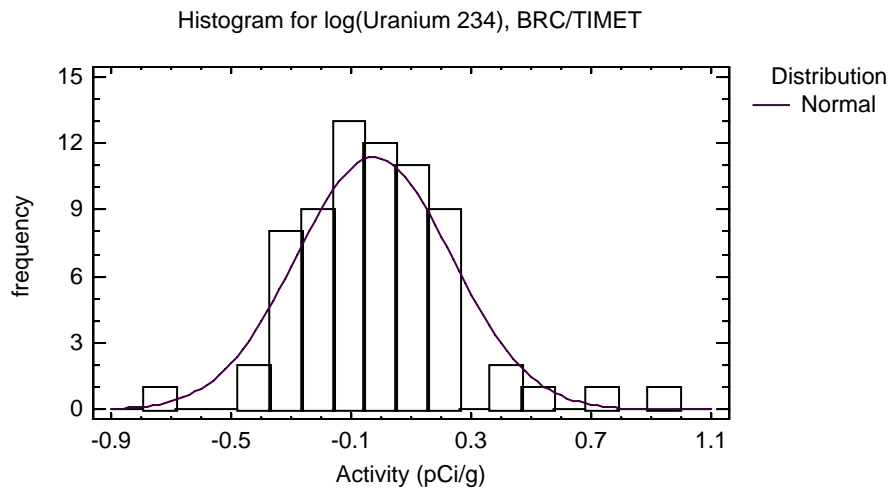 Histogram for log(Uranium 234), BRC/TIMET
Distribution
Normal
15
12
9
6
3
0
frequency
-0.9
-0.5
-0.1
0.3
0.7
1.1
Activity (pCi/g)